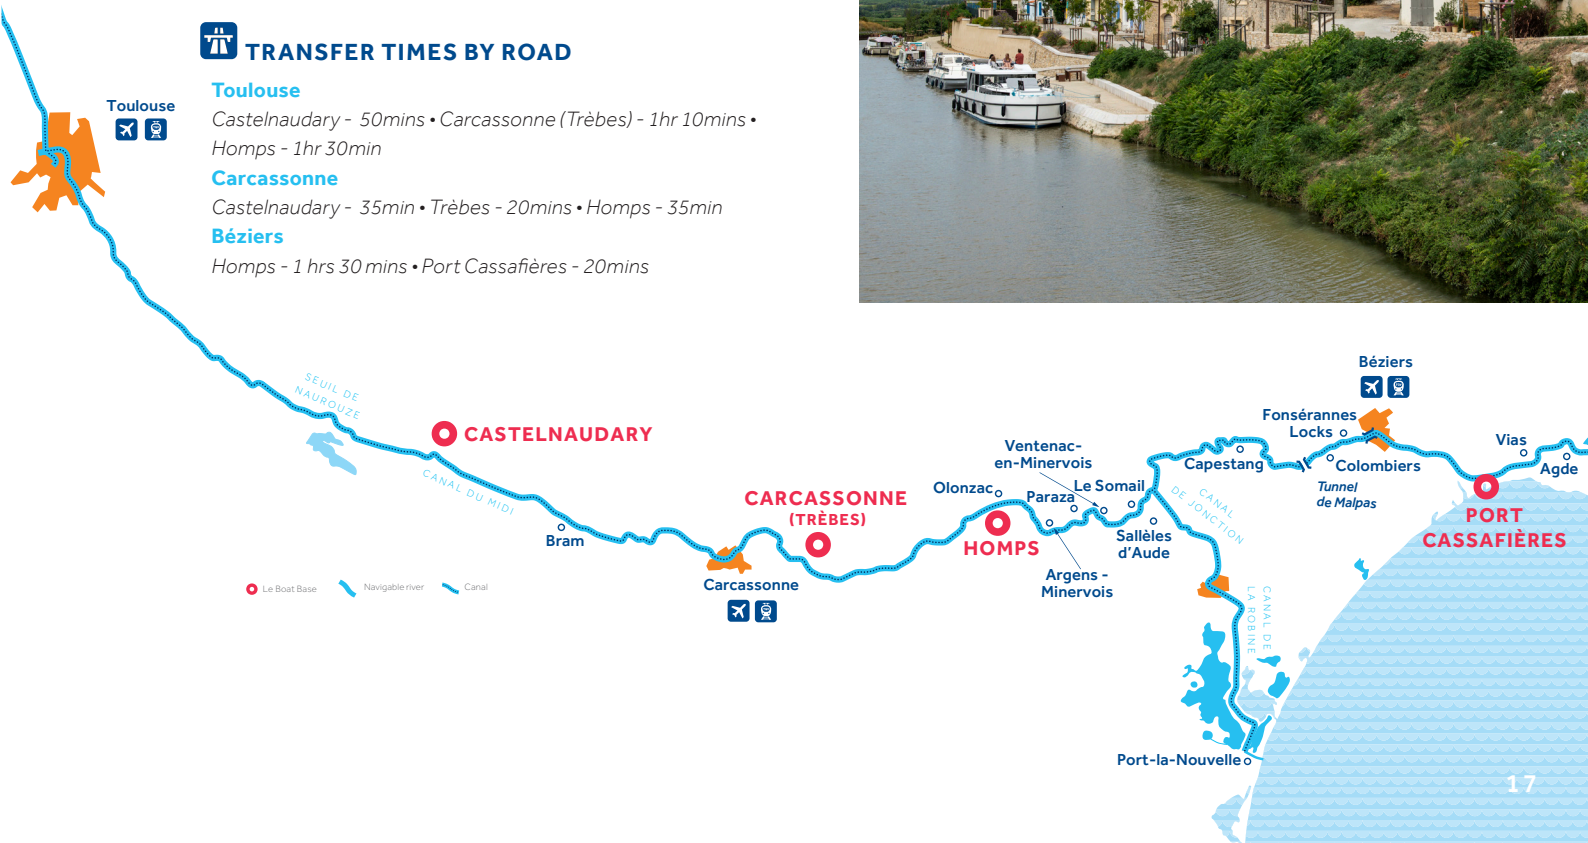 TRANSFER TIMES BY ROAD
Toulouse
Castelnaudary - 50mins • Carcassonne (Trèbes) - 1hr 10mins •
Homps - 1hr 30min
Carcassonne
Castelnaudary - 35min • Trèbes - 20mins • Homps - 35min
Béziers
Homps - 1 hrs 30 mins • Port Cassafières - 20mins
Toulouse
SEUIL DE
NAUROUZE
CASTELNAUDARY
CANAL DU MIDI
Bram
CARCASSONNE
(TRÈBES)
Carcassonne
Olonzac
HOMPS
Ventenac-
en-Minervois
Paraza
Le Somail
Argens -
Minervois
Sallèles
d'Aude
CANAL
DE JONCTION
Capestang
Fonsérannes
Locks
Béziers
Colombiers
Tunnel
de Malpas
Vias
Agde
PORT
CASSAFIÈRES
CANAL DE
LA ROBINE
Port-la-Nouvelle
Le Boat Base
Navigable river
Canal
17